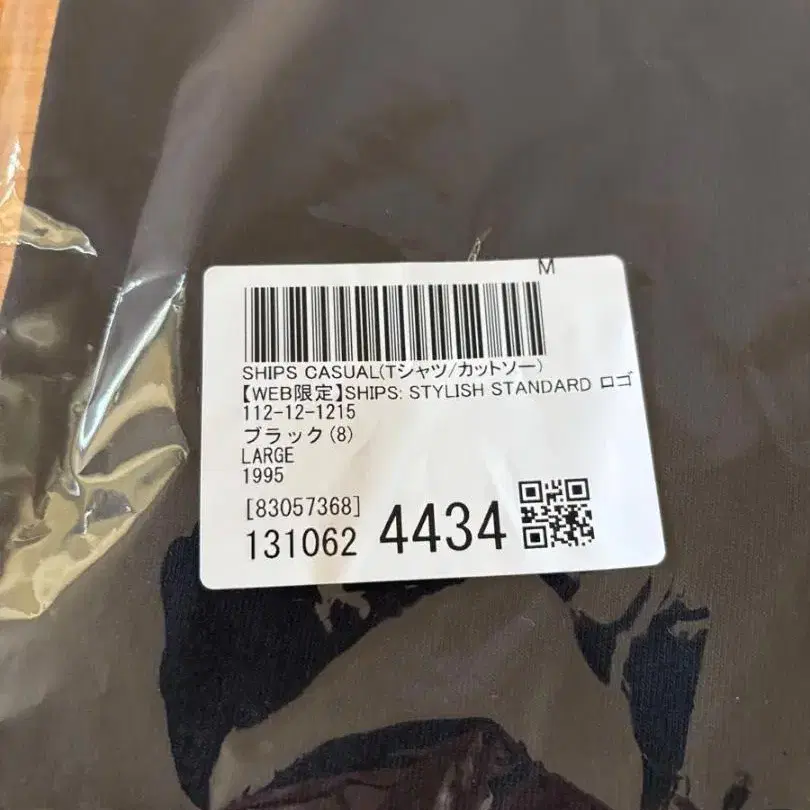 M
SHIPS CASUAL(Tシャツ/カットソー)
【WEB限定】SHIPS: STYLISH STANDARD ロゴ
112-12-1215
ブラック(8)
LARGE
1995
[83057368]
131062 4434